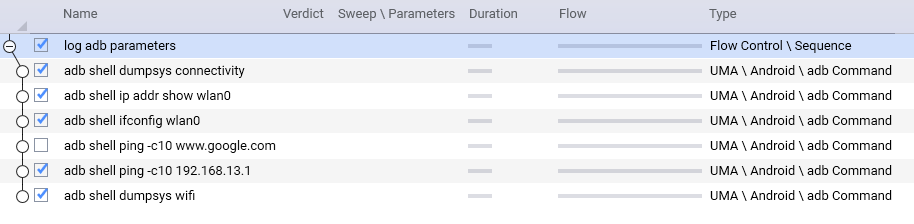 Name Verdict Sweep \ Parameters Duration Flow Type
log adb parameters Flow Control \ Sequence
adb shell dumpsys connectivity UMA \ Android \ adb Command
adb shell ip addr show wlan0 UMA \ Android \ adb Command
adb shell ifconfig wlan0 UMA \ Android \ adb Command
adb shell ping -c10 www.google.com UMA \ Android \ adb Command
adb shell ping -c10 192.168.13.1 UMA \ Android \ adb Command
adb shell dumpsys wifi UMA \ Android \ adb Command